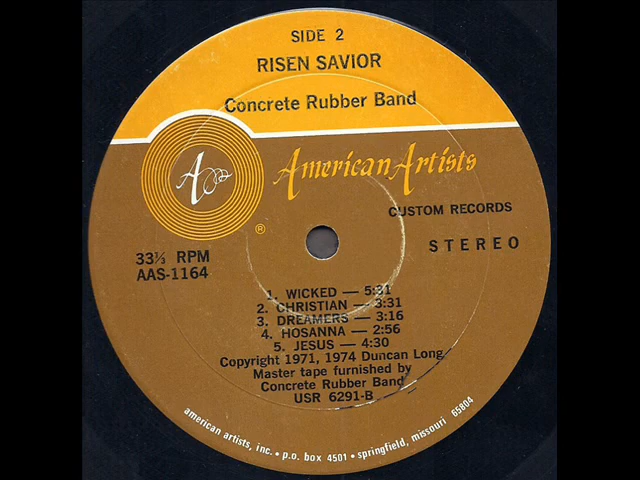 SIDE 2
RISEN SAVIOR
Concrete Rubber Band
A
American Artists
®
CUSTOM RECORDS
33⅓ RPM
STEREO
AAS-1164
1. WICKED — 5:31
2. CHRISTIAN — 3:31
3. DREAMERS — 3:16
4. HOSANNA — 2:56
5. JESUS — 4:30
Copyright 1971, 1974 Duncan Long
Master tape furnished by
Concrete Rubber Band
USR 6291-B
american artists, inc. • p.o. box 4501 • springfield, missouri 65804